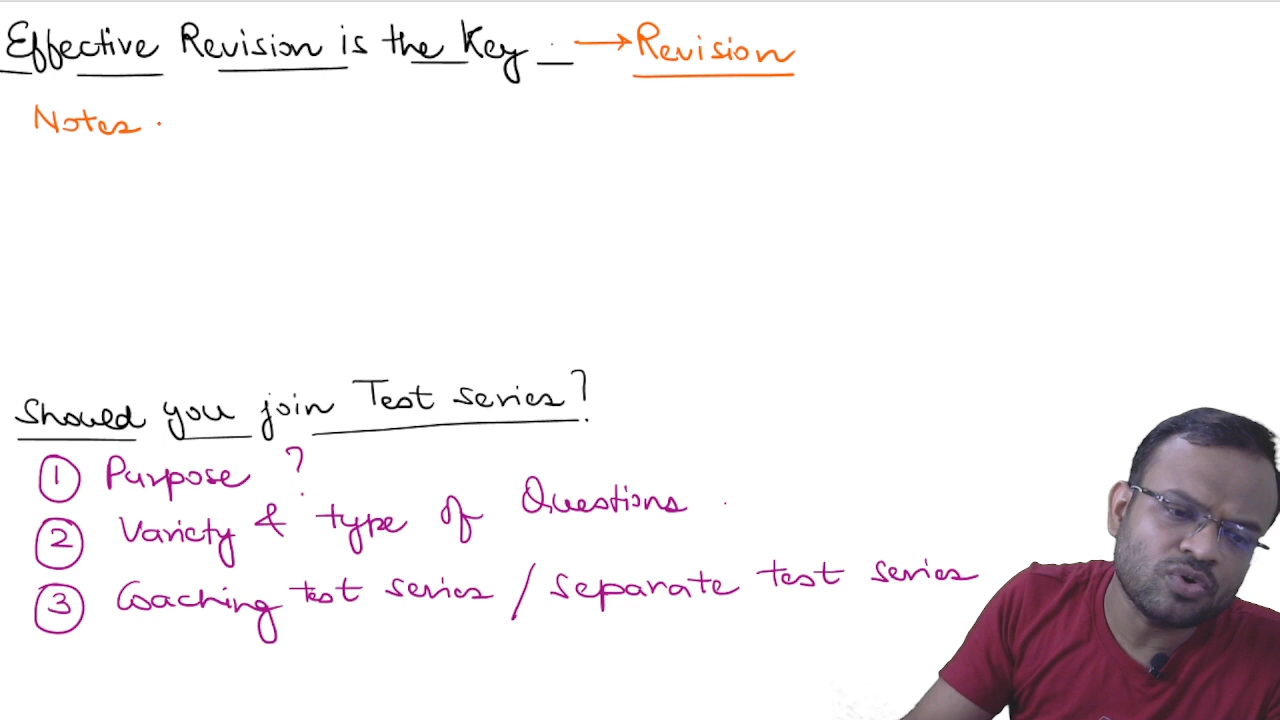 Effective Revision is the Key → Revision
Notes.
Should you join Test series?
① Purpose ?
② Variety & type of Questions
③ Coaching test series / separate test series